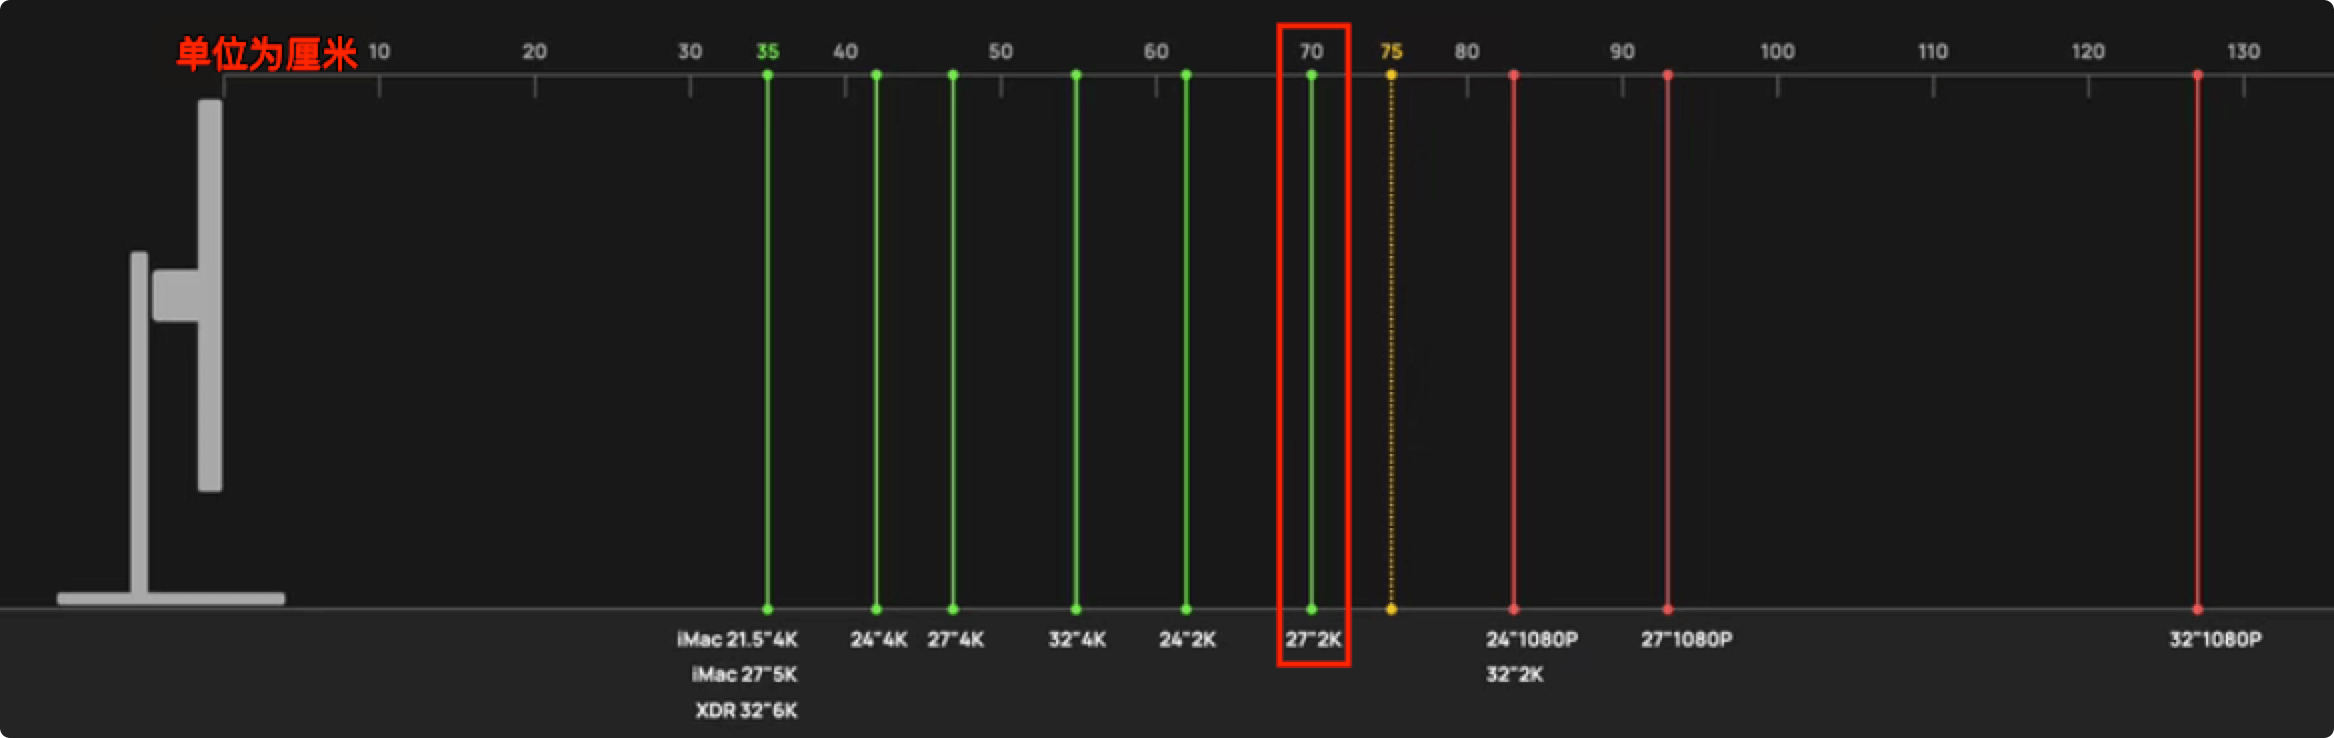 单位为厘米 10 20 30 35 40 50 60 70 75 80 90 100 110 120 130
iMac 21.5"4K 24"4K 27"4K 32"4K 24"2K 27"2K 24"1080P 27"1080P 32"1080P
iMac 27"5K 32"2K
XDR 32"6K